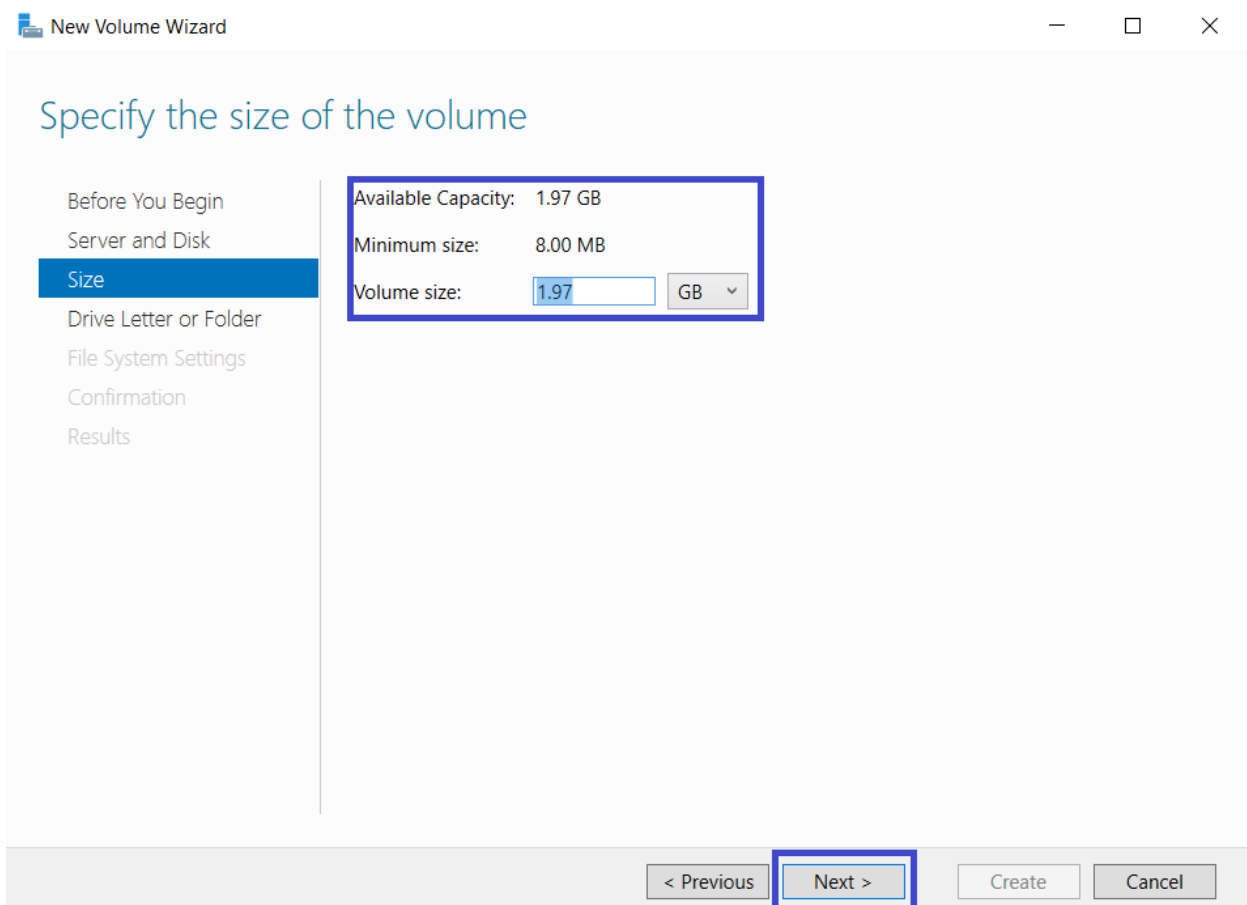 New Volume Wizard
Specify the size of the volume
Before You Begin
Server and Disk
Size
Drive Letter or Folder
File System Settings
Confirmation
Results
Available Capacity: 1.97 GB
Minimum size: 8.00 MB
Volume size: 1.97 GB
< Previous Next > Create Cancel